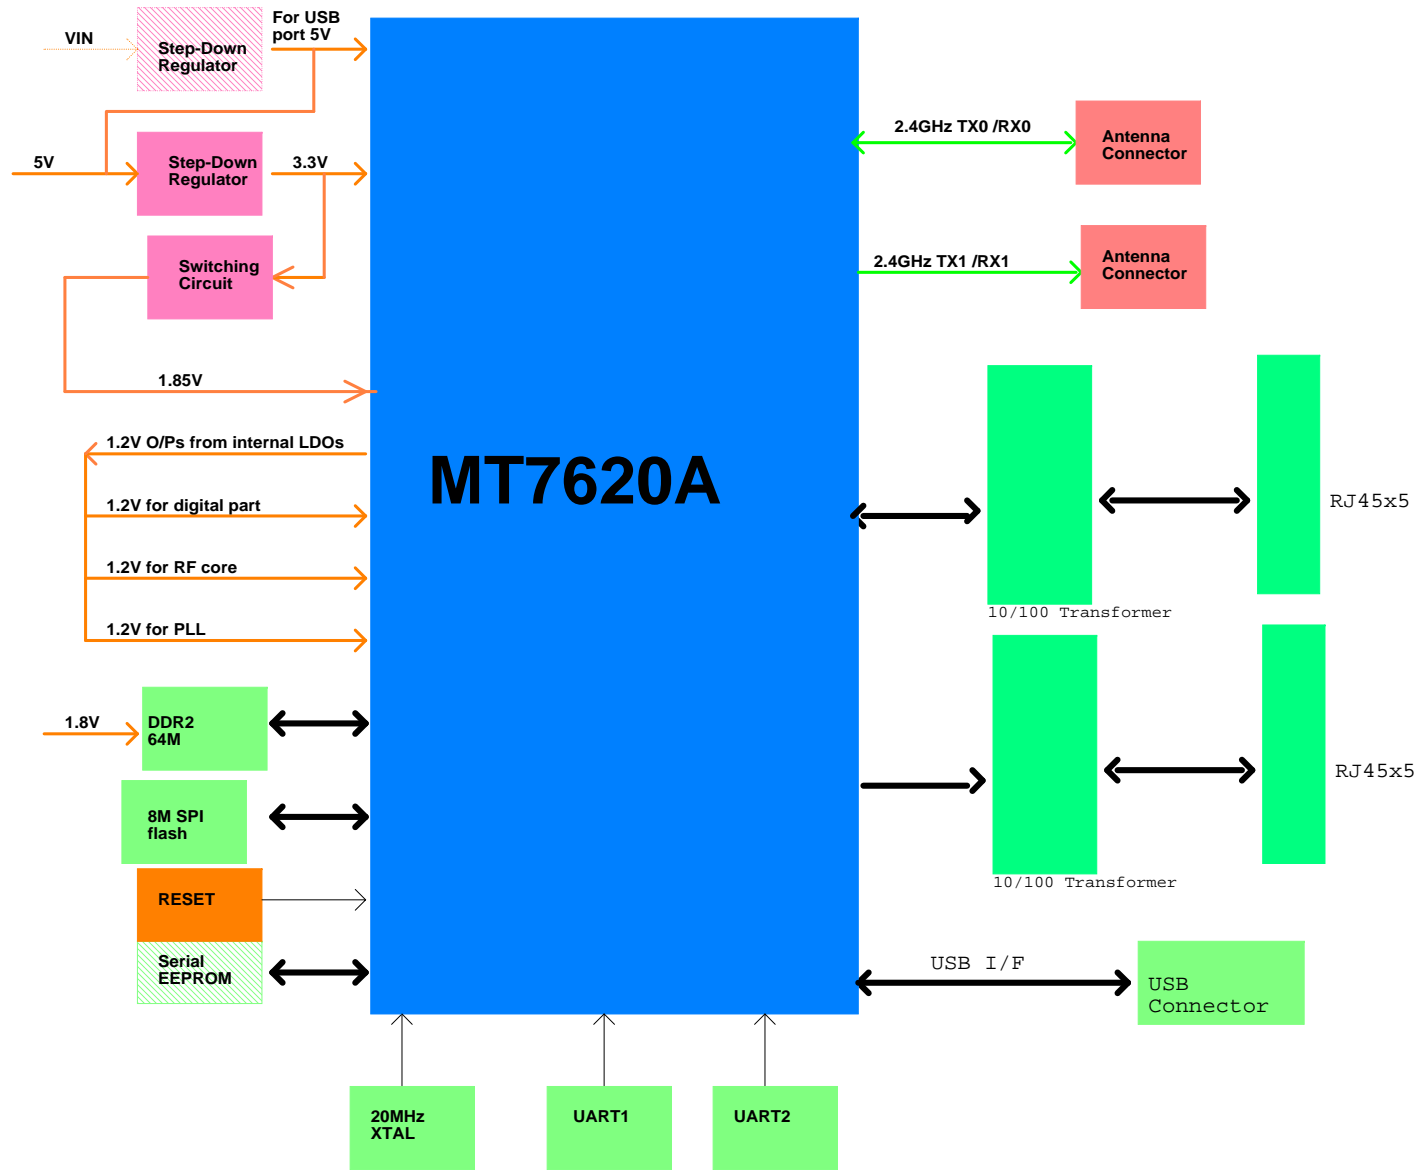 For USB
port 5V
VIN
Step-Down
Regulator
5V
Step-Down
Regulator
3.3V
Switching
Circuit
1.85V
1.2V O/Ps from internal LDOs
1.2V for digital part
1.2V for RF core
1.2V for PLL
1.8V
DDR2
64M
8M SPI
flash
RESET
Serial
EEPROM
MT7620A
2.4GHz TX0 /RX0
Antenna
Connector
2.4GHz TX1 /RX1
Antenna
Connector
RJ45x5
10/100 Transformer
RJ45x5
10/100 Transformer
USB I/F
USB
Connector
20MHz
XTAL
UART1
UART2